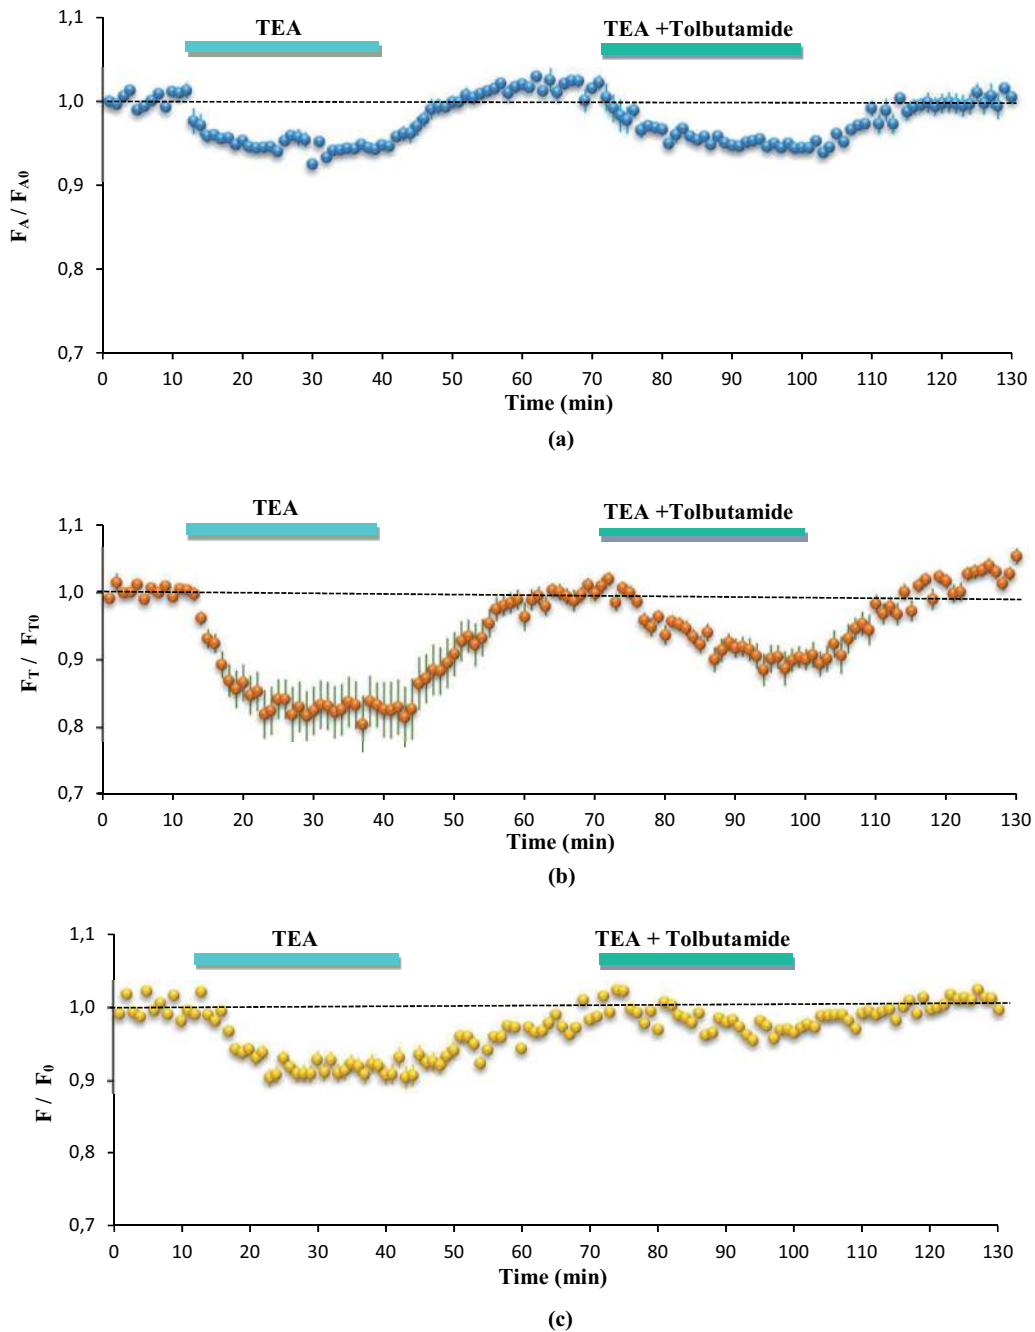 TEA
TEA +Tolbutamide
1,1
1,0
0,9
0,8
0,7
F_A / F_A0
0 10 20 30 40 50 60 70 80 90 100 110 120 130
Time (min)
(a)
TEA
TEA +Tolbutamide
1,1
1,0
0,9
0,8
0,7
F_T / F_T0
0 10 20 30 40 50 60 70 80 90 100 110 120 130
Time (min)
(b)
TEA
TEA + Tolbutamide
1,1
1,0
0,9
0,8
0,7
F / F_0
0 10 20 30 40 50 60 70 80 90 100 110 120 130
Time (min)
(c)